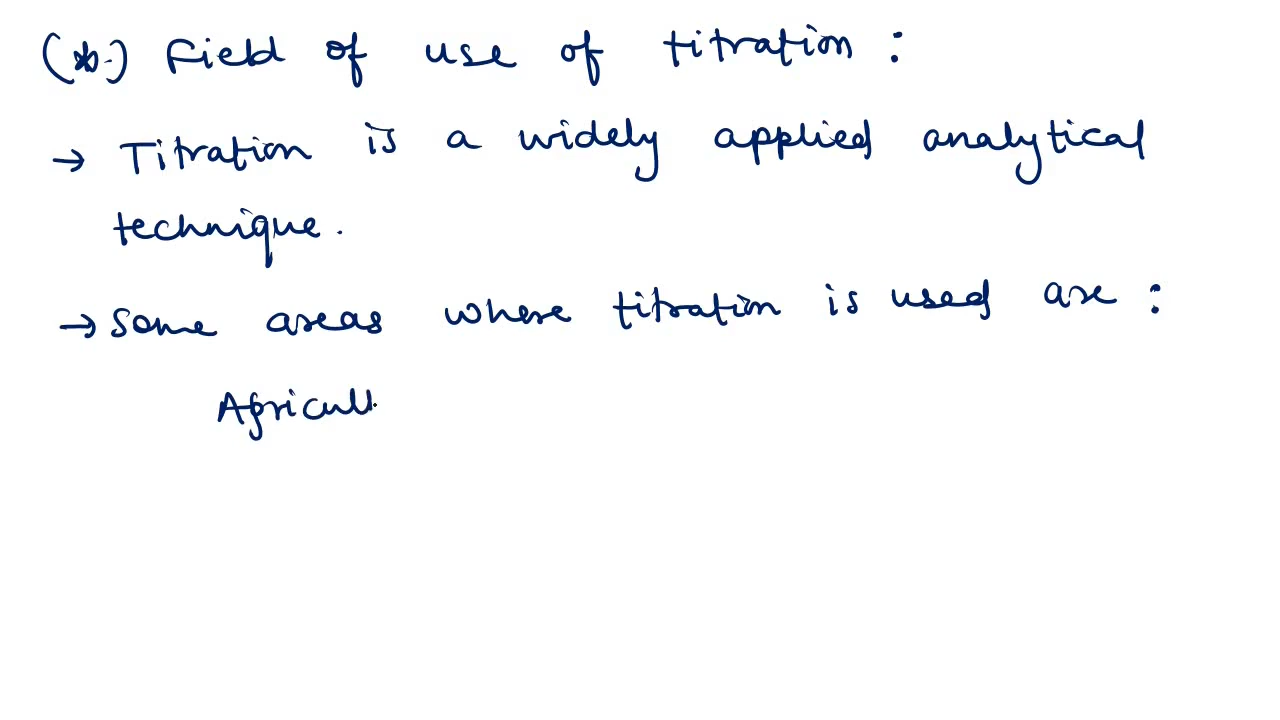 (*.) Field of use of titration :
→ Titration is a widely applied analytical
technique.
→ Some areas where titration is used are :
Agricult